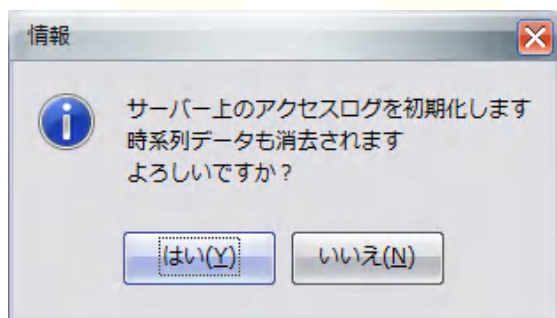 情報
サーバー上のアクセスログを初期化します
時系列データも消去されます
よろしいですか？
はい(Y) いいえ(N)